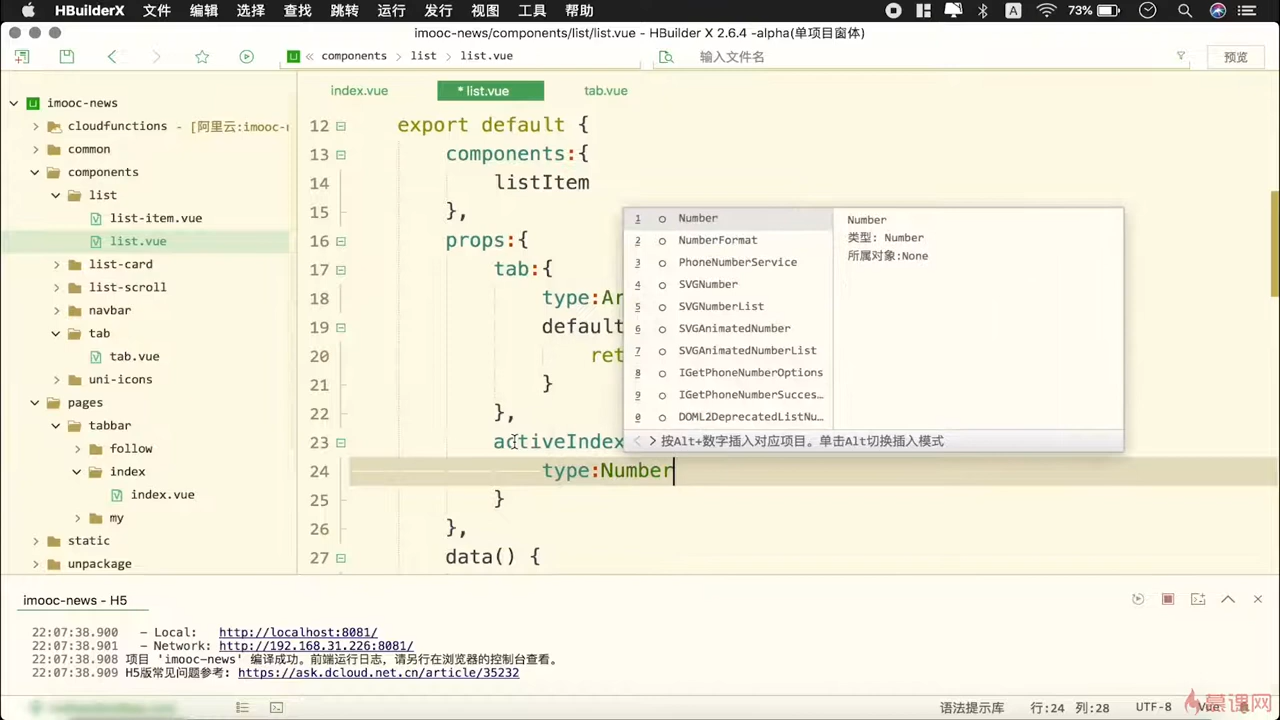 HBuilderX 文件 编辑 选择 查找 跳转 运行 发行 视图 工具 帮助 A 73%
imooc-news/components/list/list.vue - HBuilder X 2.6.4 -alpha(单项目窗体)
« components > list > list.vue 输入文件名 预览
index.vue * list.vue tab.vue
imooc-news
cloudfunctions - [阿里云:imooc-r
common
components
list
list-item.vue
list.vue
list-card
list-scroll
navbar
tab
tab.vue
uni-icons
pages
tabbar
follow
index
index.vue
my
static
unpackage
12 export default {
13 components:{
14 listItem
15 },
16 props:{
17 tab:{
18 type:Ar
19 default
20 ret
21 }
22 },
23 activeIndex
24 type:Number
25 }
26 },
27 data() {
1 Number
2 NumberFormat
3 PhoneNumberService
4 SVGNumber
5 SVGNumberList
6 SVGAnimatedNumber
7 SVGAnimatedNumberList
8 IGetPhoneNumberOptions
9 IGetPhoneNumberSucces…
0 DOML2DeprecatedListNu…
Number
类型: Number
所属对象:None
< > 按Alt+数字插入对应项目。单击Alt切换插入模式
imooc-news - H5
22:07:38.900 - Local: http://localhost:8081/
22:07:38.901 - Network: http://192.168.31.226:8081/
22:07:38.908 项目 'imooc-news' 编译成功。前端运行日志，请另行在浏览器的控制台查看。
22:07:38.909 H5版常见问题参考: https://ask.dcloud.net.cn/article/35232
语法提示库 行:24 列:28 UTF-8 Vue
慕课网